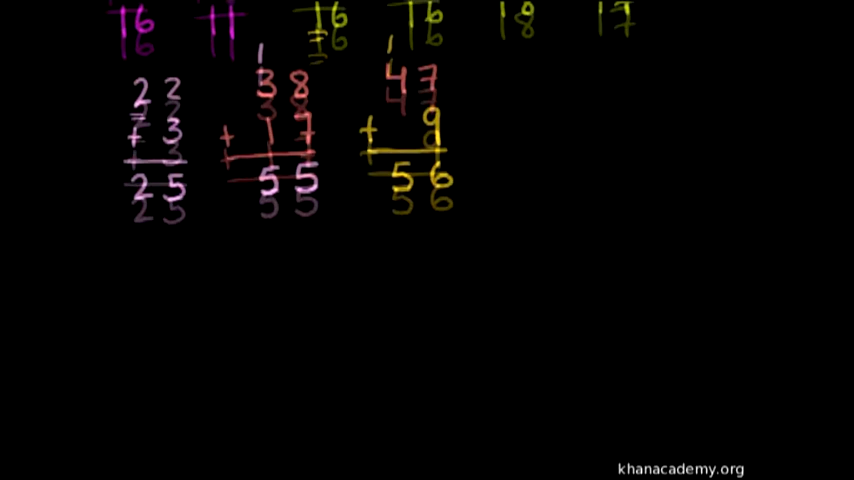 16 11 16 16 18 17
1 1
22 38 47
+ 3 + 17 + 9
25 55 56
khanacademy.org